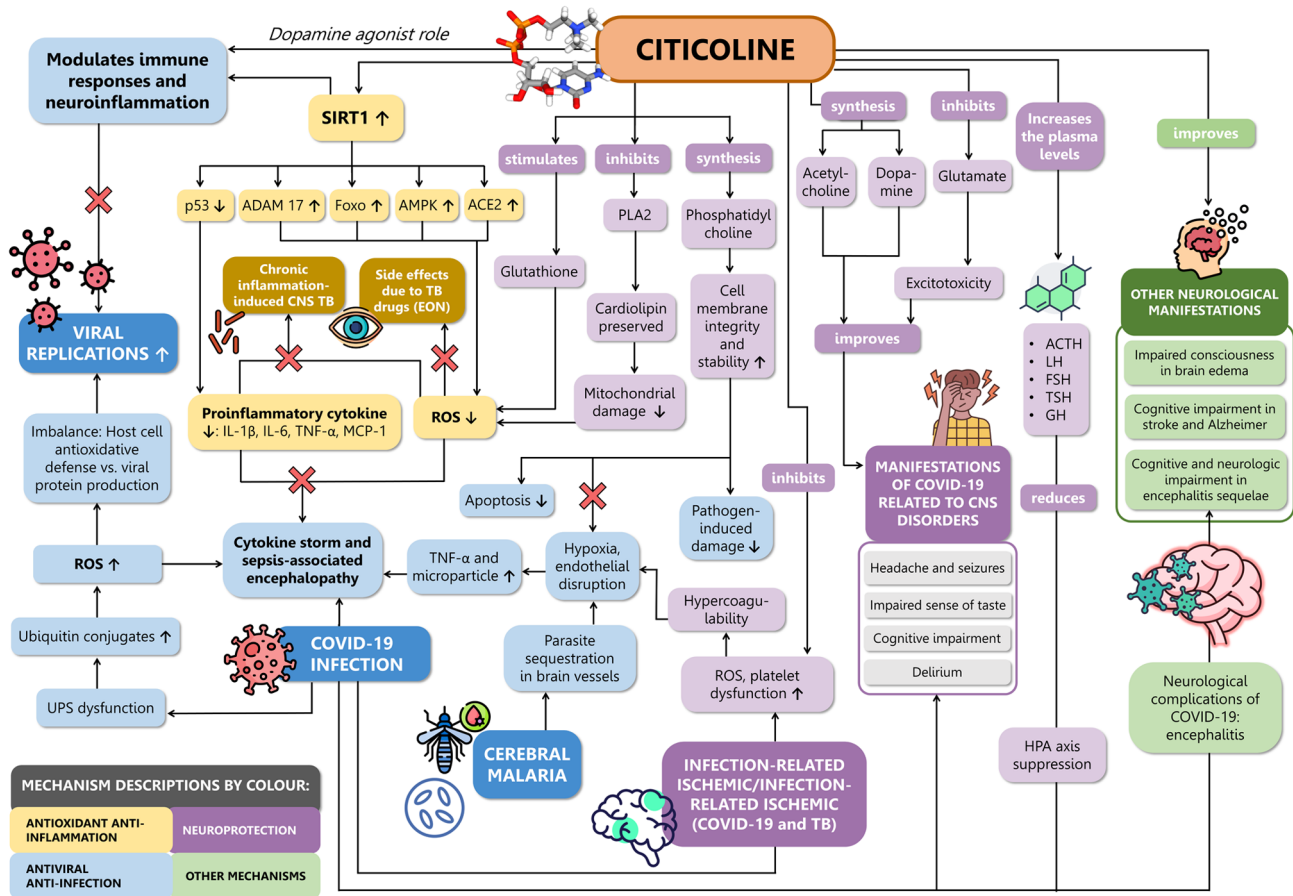 Dopamine agonist role
CITICOLINE
Modulates immune
responses and
neuroinflammation
SIRT1 ↑
p53 ↓
ADAM 17 ↑
Foxo ↑
AMPK ↑
ACE2 ↑
stimulates
inhibits
synthesis
synthesis
inhibits
Increases
the plasma
levels
improves
Acetyl-
choline
Dopa-
mine
Glutamate
PLA2
Phosphatidyl
choline
Glutathione
Chronic
inflammation-
induced CNS TB
Side effects
due to TB
drugs (EON)
Cardiolipin
preserved
Cell
membrane
integrity
and
stability ↑
Excitotoxicity
improves
VIRAL
REPLICATIONS ↑
OTHER NEUROLOGICAL
MANIFESTATIONS
Impaired consciousness
in brain edema
Cognitive impairment in
stroke and Alzheimer
Cognitive and neurologic
impairment in
encephalitis sequelae
• ACTH
• LH
• FSH
• TSH
• GH
Mitochondrial
damage ↓
Proinflammatory cytokine
↓: IL-1β, IL-6, TNF-α, MCP-1
ROS ↓
Imbalance: Host cell
antioxidative
defense vs. viral
protein production
inhibits
MANIFESTATIONS
OF COVID-19
RELATED TO CNS
DISORDERS
reduces
Apoptosis ↓
Pathogen-
induced
damage ↓
ROS ↑
Cytokine storm and
sepsis-associated
encephalopathy
TNF-α and
microparticle ↑
Hypoxia,
endothelial
disruption
Headache and seizures
Impaired sense of taste
Cognitive impairment
Delirium
Hypercoagu-
lability
Ubiquitin conjugates ↑
COVID-19
INFECTION
Parasite
sequestration
in brain vessels
ROS, platelet
dysfunction ↑
UPS dysfunction
Neurological
complications of
COVID-19:
encephalitis
CEREBRAL
MALARIA
INFECTION-RELATED
ISCHEMIC/INFECTION-
RELATED ISCHEMIC
(COVID-19 and TB)
HPA axis
suppression
MECHANISM DESCRIPTIONS BY COLOUR:
ANTIOXIDANT ANTI-
INFLAMMATION
NEUROPROTECTION
ANTIVIRAL
ANTI-INFECTION
OTHER MECHANISMS